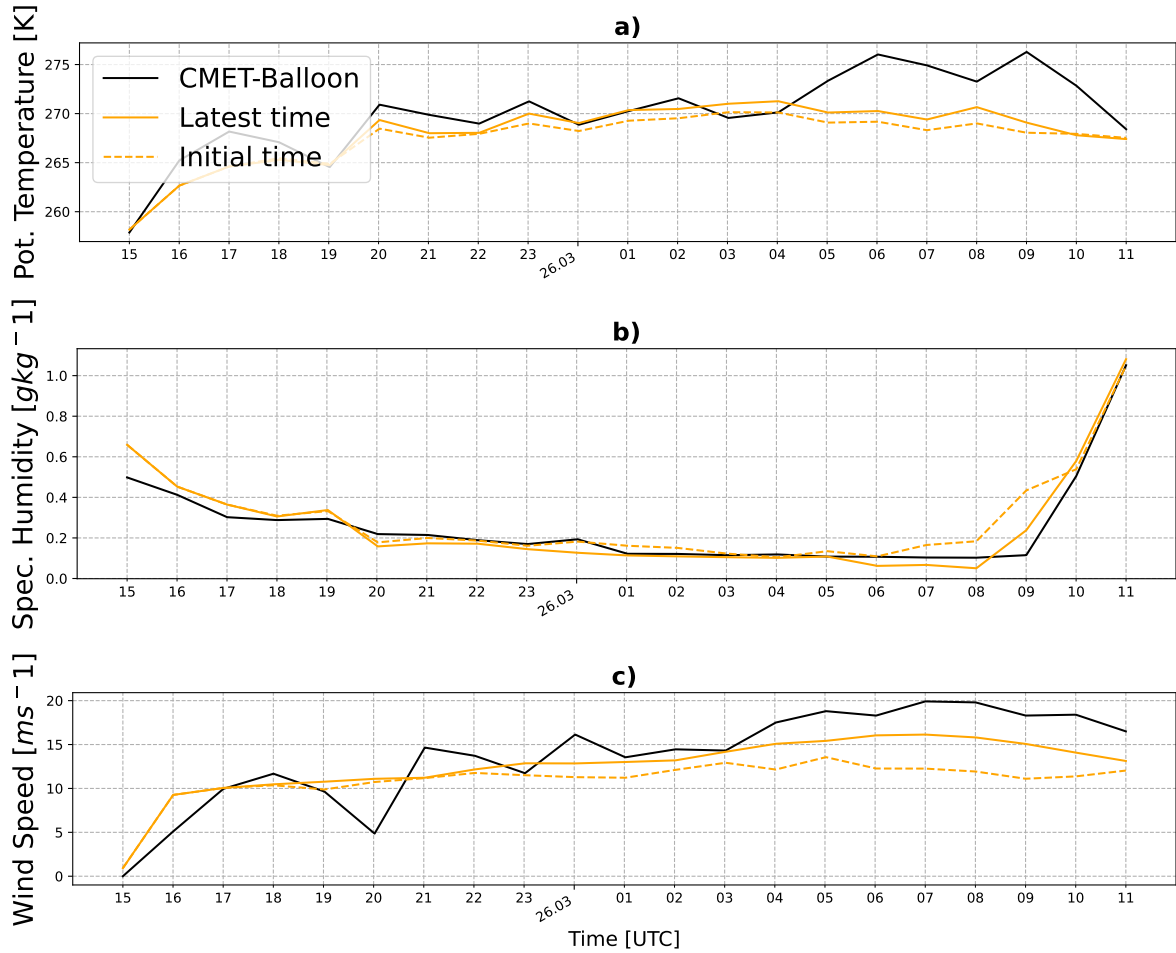 a)
Pot. Temperature [K]
275
270
265
260
CMET-Balloon
Latest time
Initial time
15 16 17 18 19 20 21 22 23 26.03 01 02 03 04 05 06 07 08 09 10 11
b)
Spec. Humidity [gkg − 1]
1.0
0.8
0.6
0.4
0.2
0.0
15 16 17 18 19 20 21 22 23 26.03 01 02 03 04 05 06 07 08 09 10 11
c)
Wind Speed [ms − 1]
20
15
10
5
0
15 16 17 18 19 20 21 22 23 26.03 01 02 03 04 05 06 07 08 09 10 11
Time [UTC]